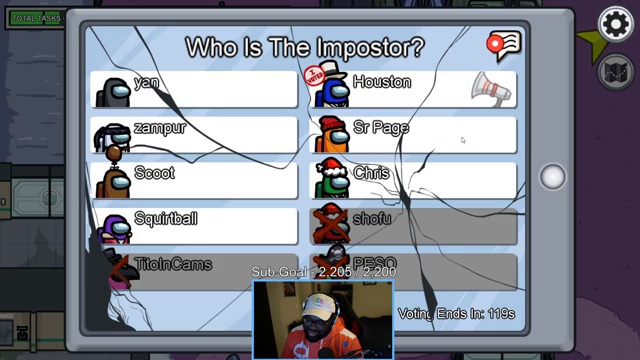 TOTAL TASKS
Who Is The Impostor?
yan
I VOTED
Houston
zampur
Sr Page
Scoot
Chris
Squirtball
shofu
TitoInCams
PESO
Sub-Goal - 2,205 / 2,200
Voting Ends In: 119s